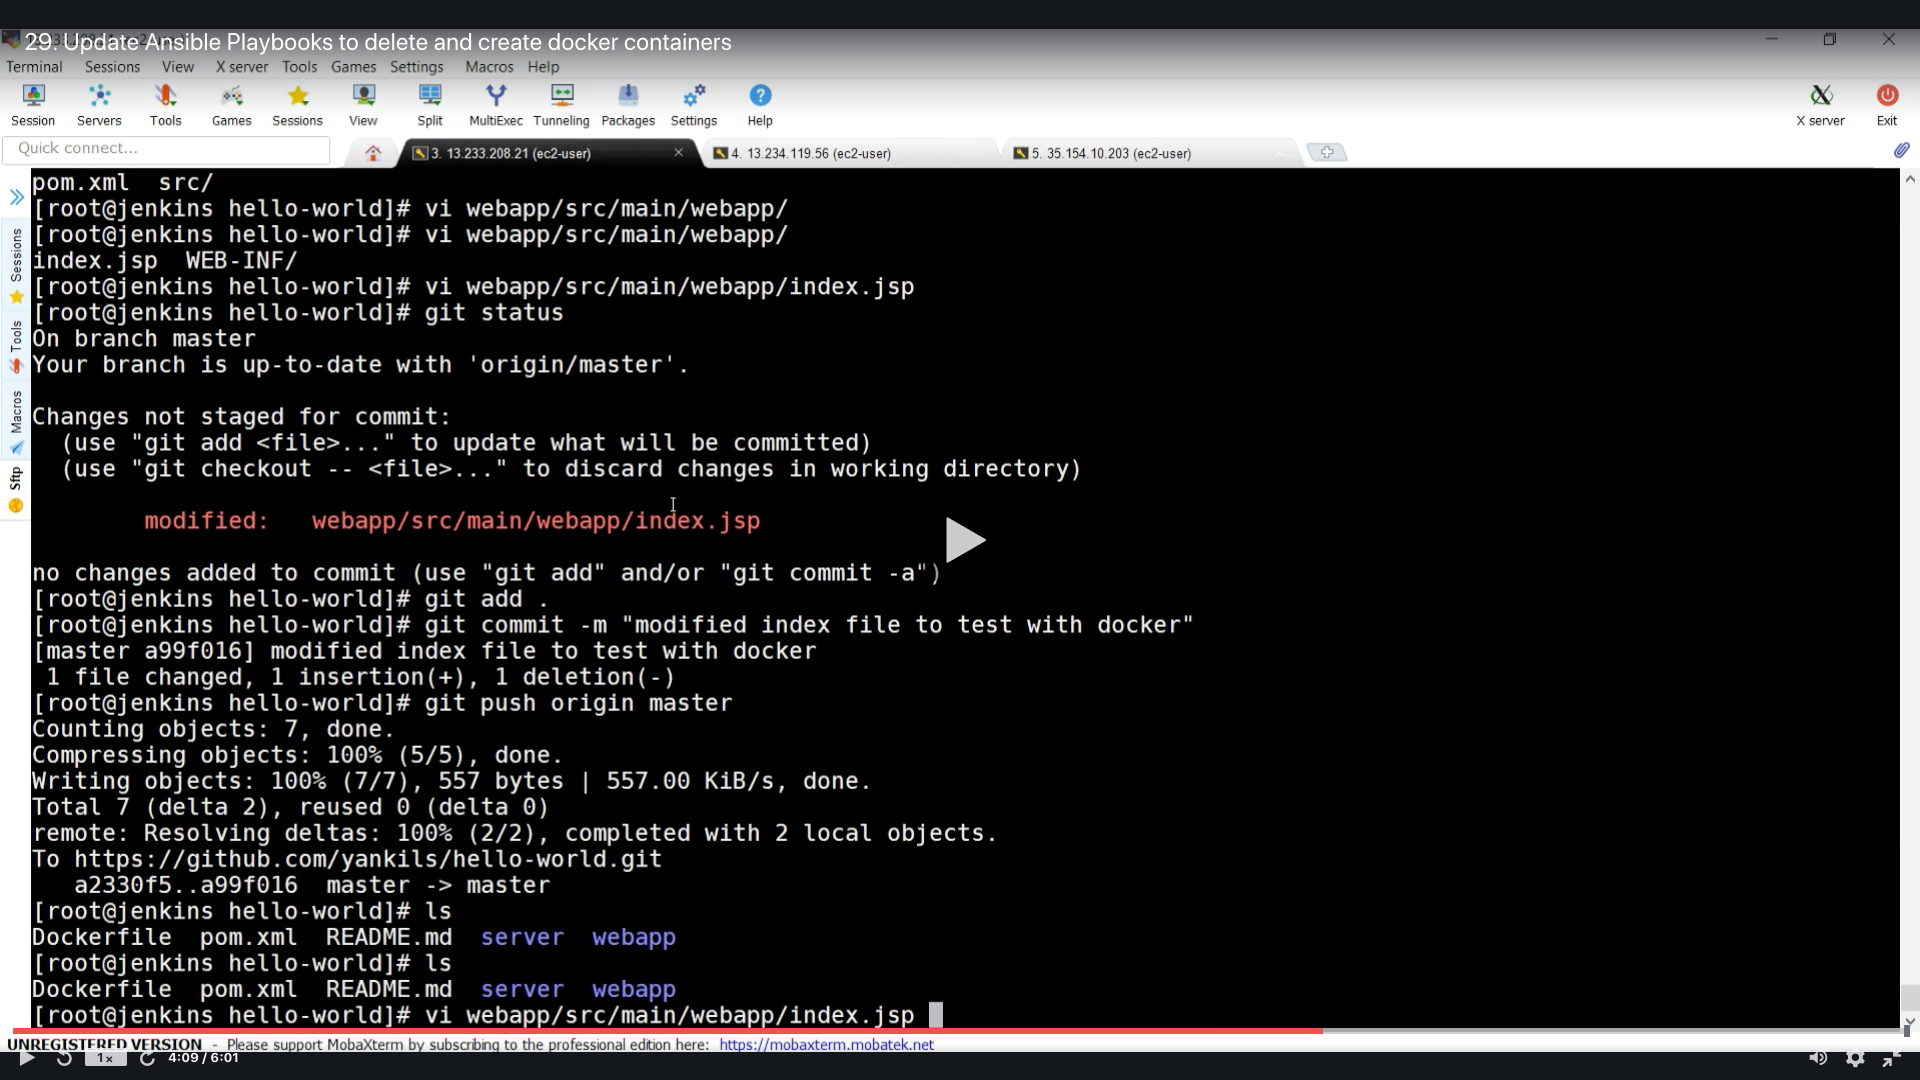 29. Update Ansible Playbooks to delete and create docker containers
Terminal Sessions View X server Tools Games Settings Macros Help
Session Servers Tools Games Sessions View Split MultiExec Tunneling Packages Settings Help X server Exit
Quick connect...
3. 13.233.208.21 (ec2-user)
4. 13.234.119.56 (ec2-user)
5. 35.154.10.203 (ec2-user)
Sessions
Tools
Macros
Sftp
pom.xml  src/
[root@jenkins hello-world]# vi webapp/src/main/webapp/
[root@jenkins hello-world]# vi webapp/src/main/webapp/
index.jsp  WEB-INF/
[root@jenkins hello-world]# vi webapp/src/main/webapp/index.jsp
[root@jenkins hello-world]# git status
On branch master
Your branch is up-to-date with 'origin/master'.
Changes not staged for commit:
(use "git add <file>..." to update what will be committed)
(use "git checkout -- <file>..." to discard changes in working directory)
modified:   webapp/src/main/webapp/index.jsp
no changes added to commit (use "git add" and/or "git commit -a")
[root@jenkins hello-world]# git add .
[root@jenkins hello-world]# git commit -m "modified index file to test with docker"
[master a99f016] modified index file to test with docker
1 file changed, 1 insertion(+), 1 deletion(-)
[root@jenkins hello-world]# git push origin master
Counting objects: 7, done.
Compressing objects: 100% (5/5), done.
Writing objects: 100% (7/7), 557 bytes | 557.00 KiB/s, done.
Total 7 (delta 2), reused 0 (delta 0)
remote: Resolving deltas: 100% (2/2), completed with 2 local objects.
To https://github.com/yankils/hello-world.git
a2330f5..a99f016  master -> master
[root@jenkins hello-world]# ls
Dockerfile  pom.xml  README.md  server  webapp
[root@jenkins hello-world]# ls
Dockerfile  pom.xml  README.md  server  webapp
[root@jenkins hello-world]# vi webapp/src/main/webapp/index.jsp
UNREGISTERED VERSION - Please support MobaXterm by subscribing to the professional edition here: https://mobaxterm.mobatek.net
1x 4:09 / 6:01